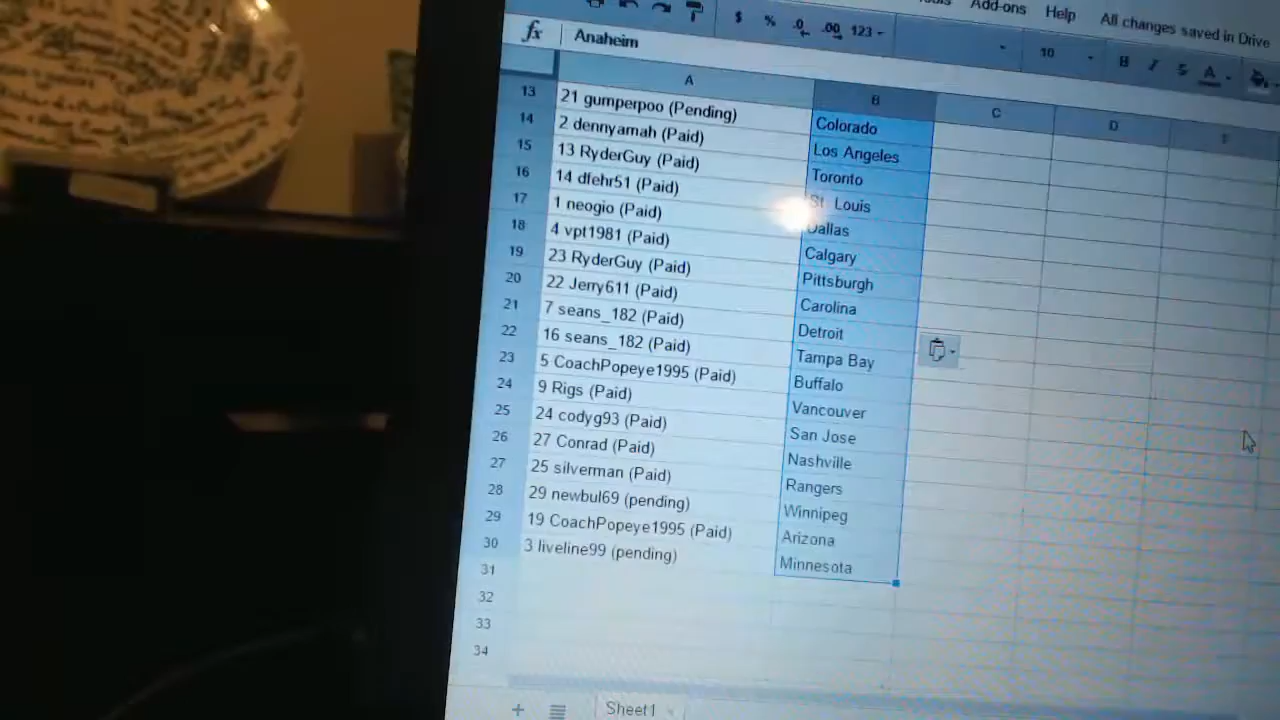 Add-ons Help All changes saved in Drive
$ % .0 .00 123 10 B I S A
fx Anaheim
A B C D
13 21 gumperpoo (Pending) Colorado
14 2 dennyamah (Paid) Los Angeles
15 13 RyderGuy (Paid) Toronto
16 14 dfehr51 (Paid) St. Louis
17 1 neogio (Paid) Dallas
18 4 vpt1981 (Paid) Calgary
19 23 RyderGuy (Paid) Pittsburgh
20 22 Jerry611 (Paid) Carolina
21 7 seans_182 (Paid) Detroit
22 16 seans_182 (Paid) Tampa Bay
23 5 CoachPopeye1995 (Paid) Buffalo
24 9 Rigs (Paid) Vancouver
25 24 codyg93 (Paid) San Jose
26 27 Conrad (Paid) Nashville
27 25 silverman (Paid) Rangers
28 29 newbul69 (pending) Winnipeg
29 19 CoachPopeye1995 (Paid) Arizona
30 3 liveline99 (pending) Minnesota
31
32
33
34
+ Sheet1